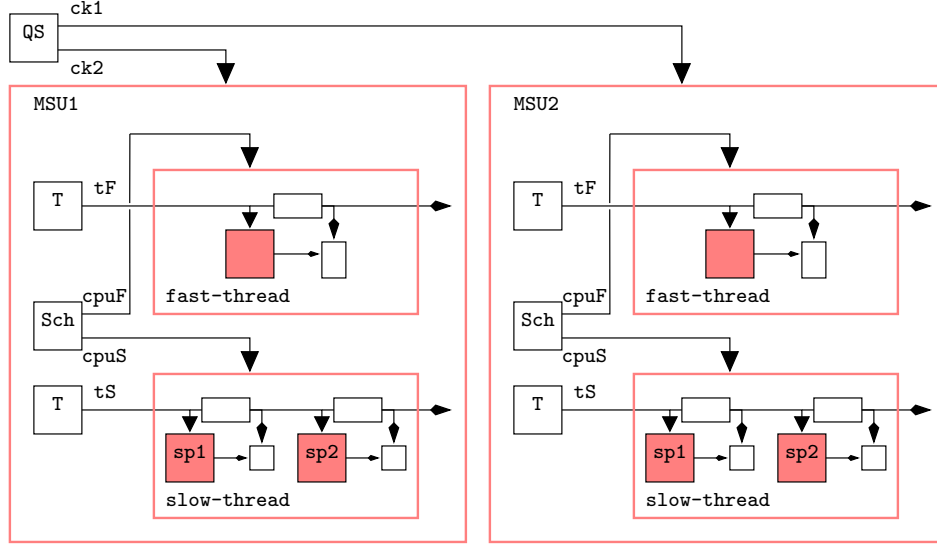 ck1
QS
ck2
MSU1
MSU2
T
tF
T
tF
fast-thread
fast-thread
cpuF
cpuF
Sch
Sch
cpuS
cpuS
T
tS
T
tS
sp1
sp2
sp1
sp2
slow-thread
slow-thread